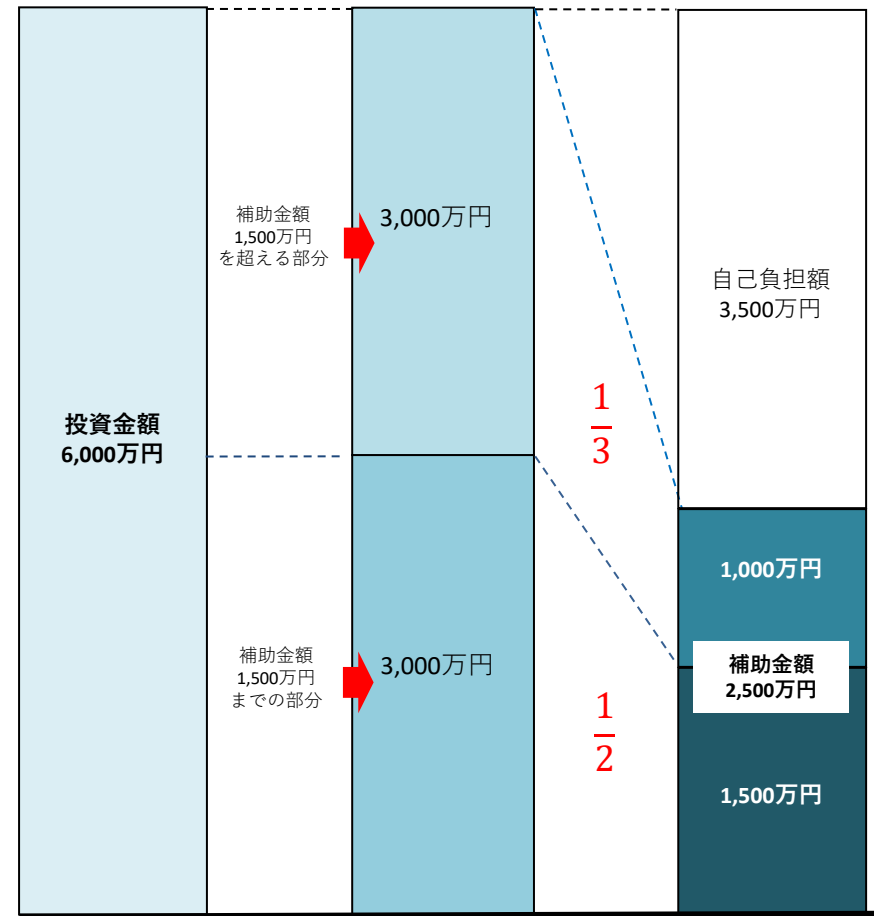 投資金額
6,000万円
補助金額
1,500万円
を超える部分
3,000万円
補助金額
1,500万円
までの部分
3,000万円
1
3
1
2
自己負担額
3,500万円
1,000万円
補助金額
2,500万円
1,500万円